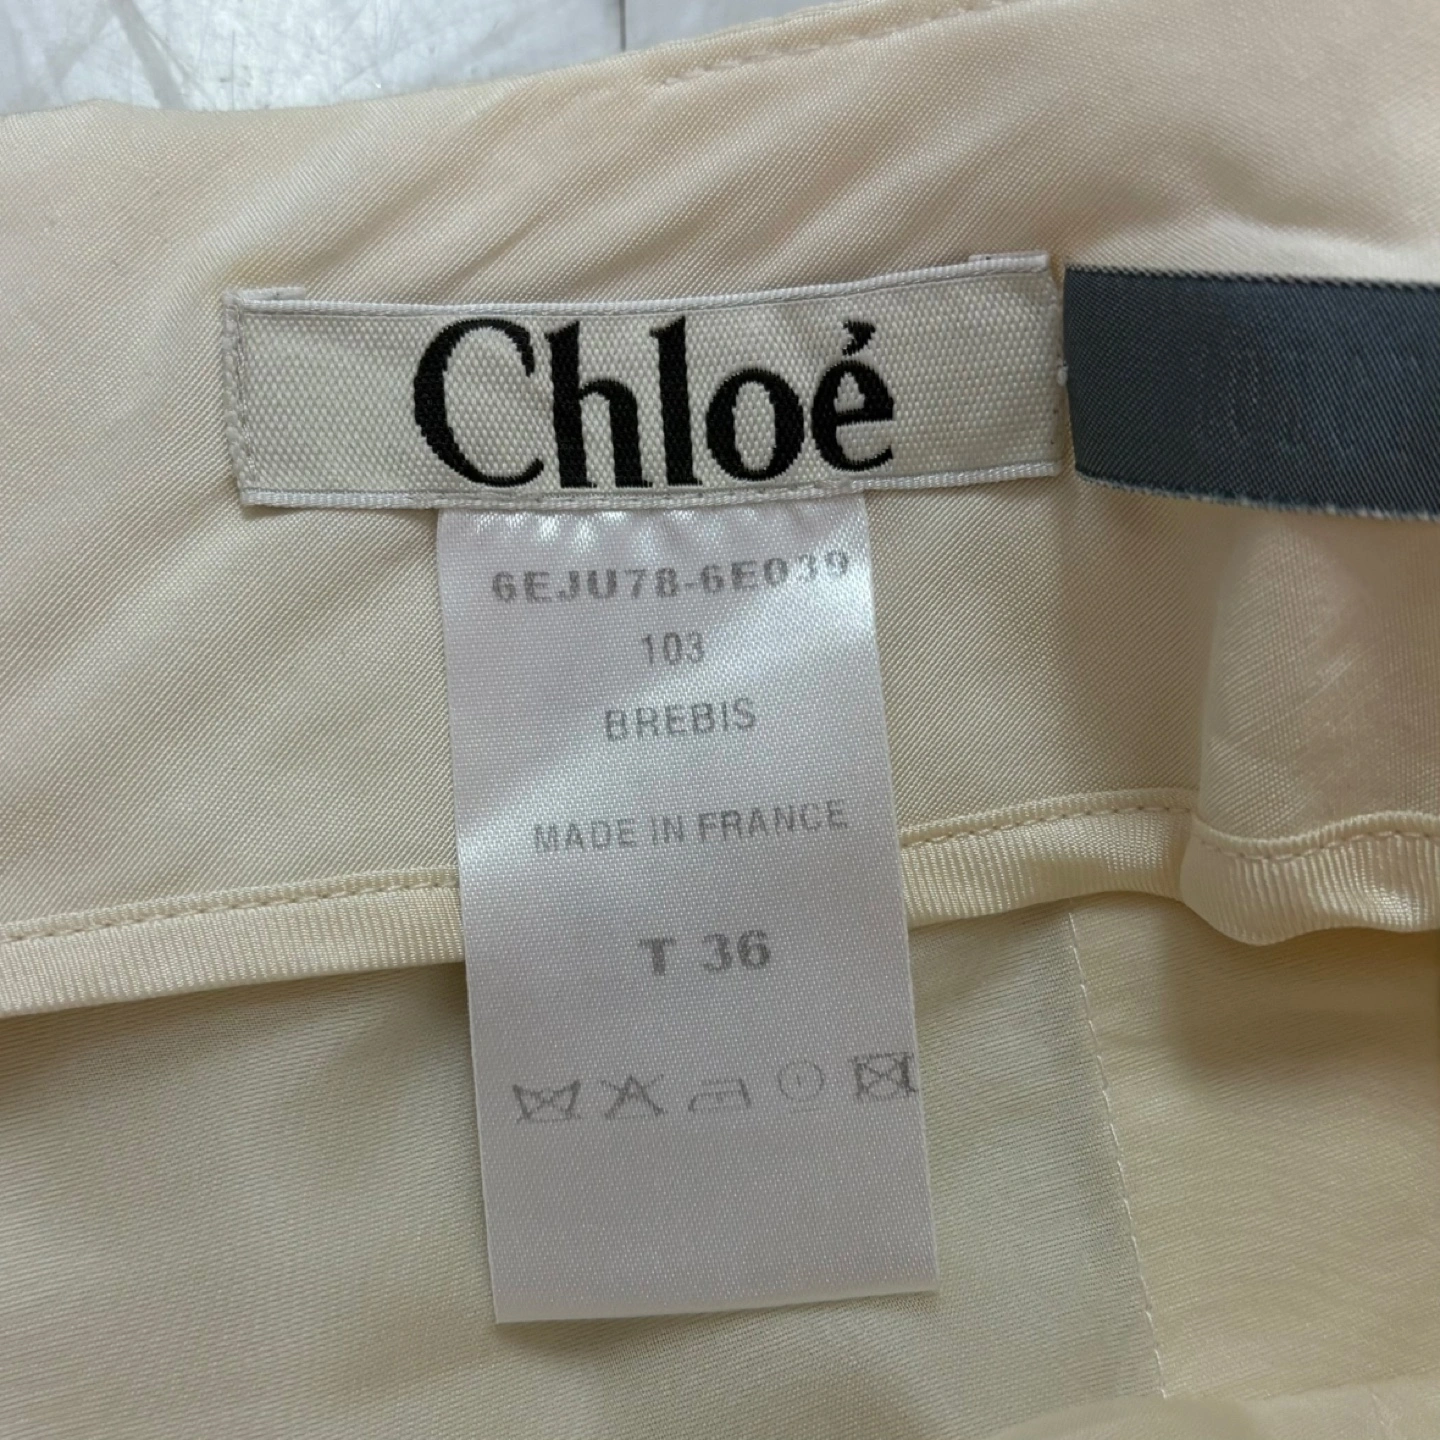 Chloé
6EJU78-6E039
103
BREBIS
MADE IN FRANCE
T 36